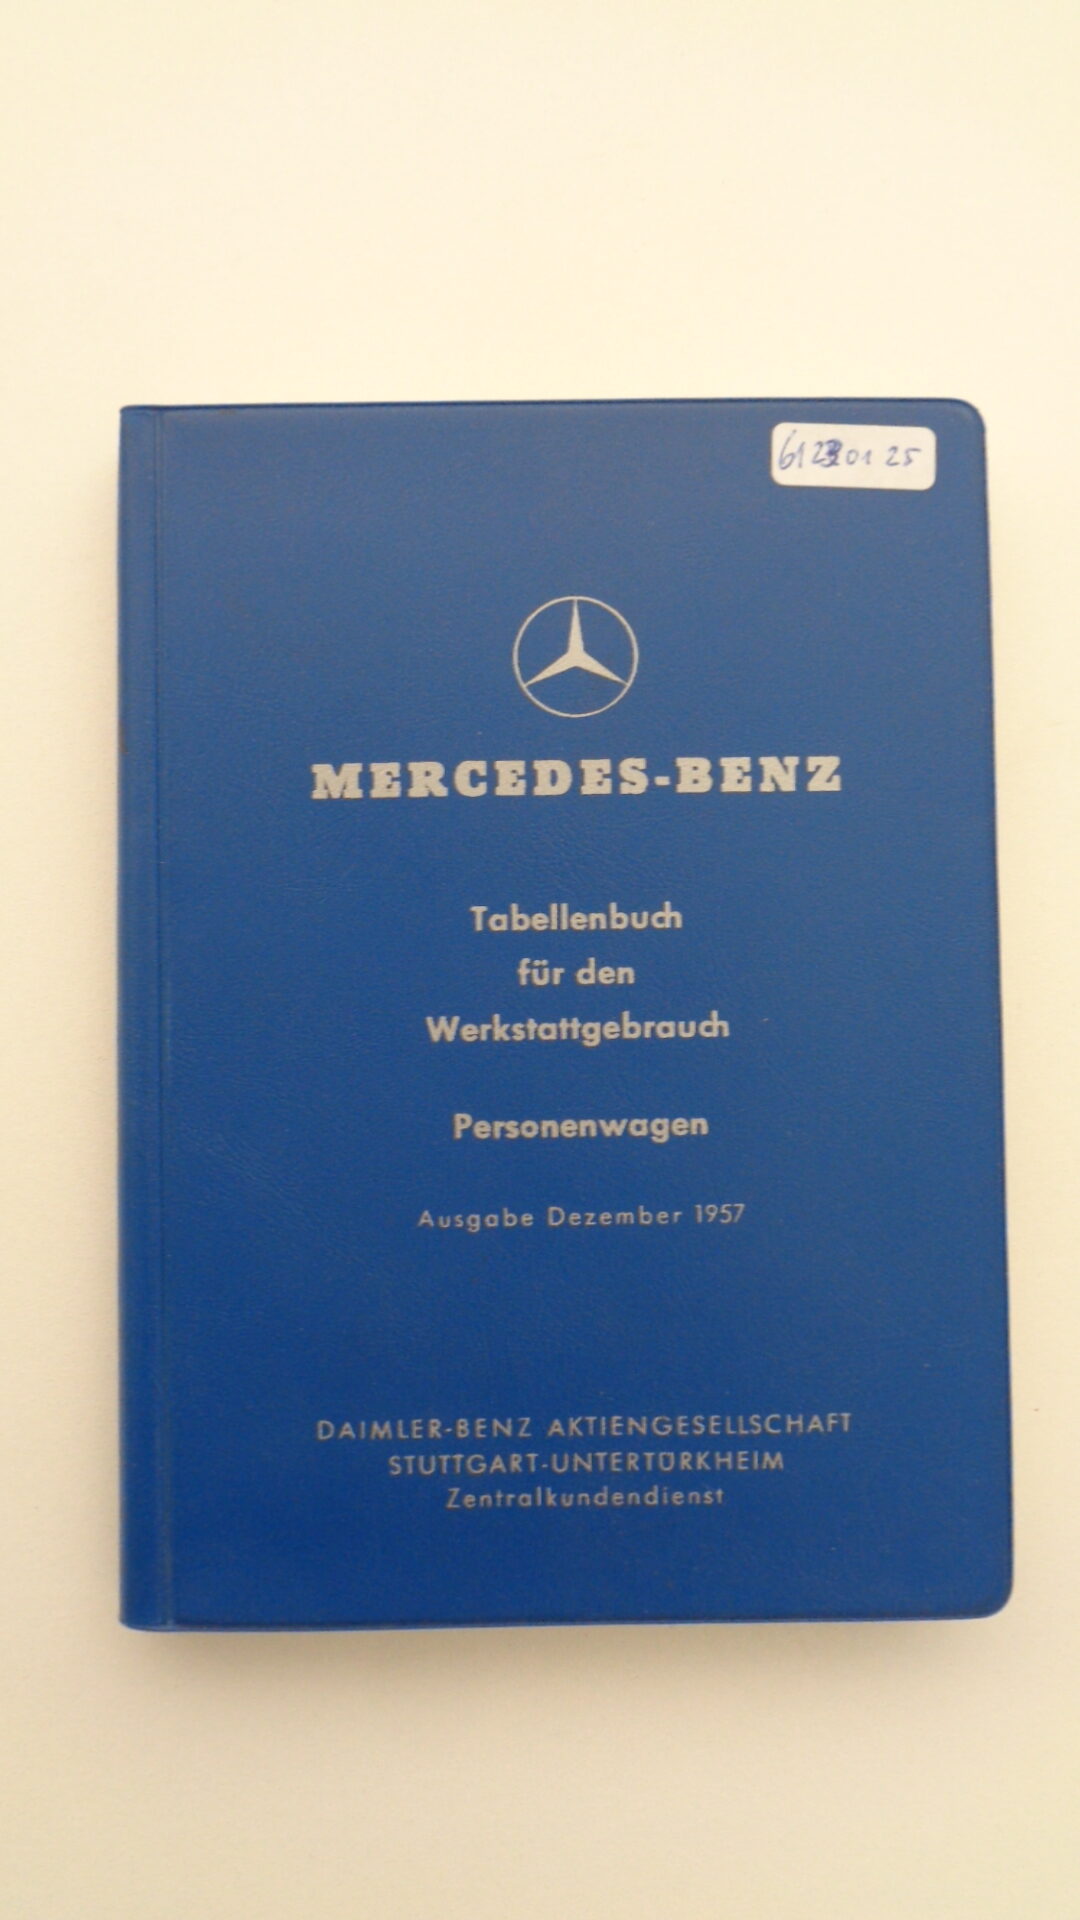 MERCEDES-BENZ
Tabellenbuch
für den
Werkstattgebrauch
Personenwagen
Ausgabe Dezember 1957
DAIMLER-BENZ AKTIENGESELLSCHAFT
STUTTGART-UNTERTÜRKHEIM
Zentralkundendienst